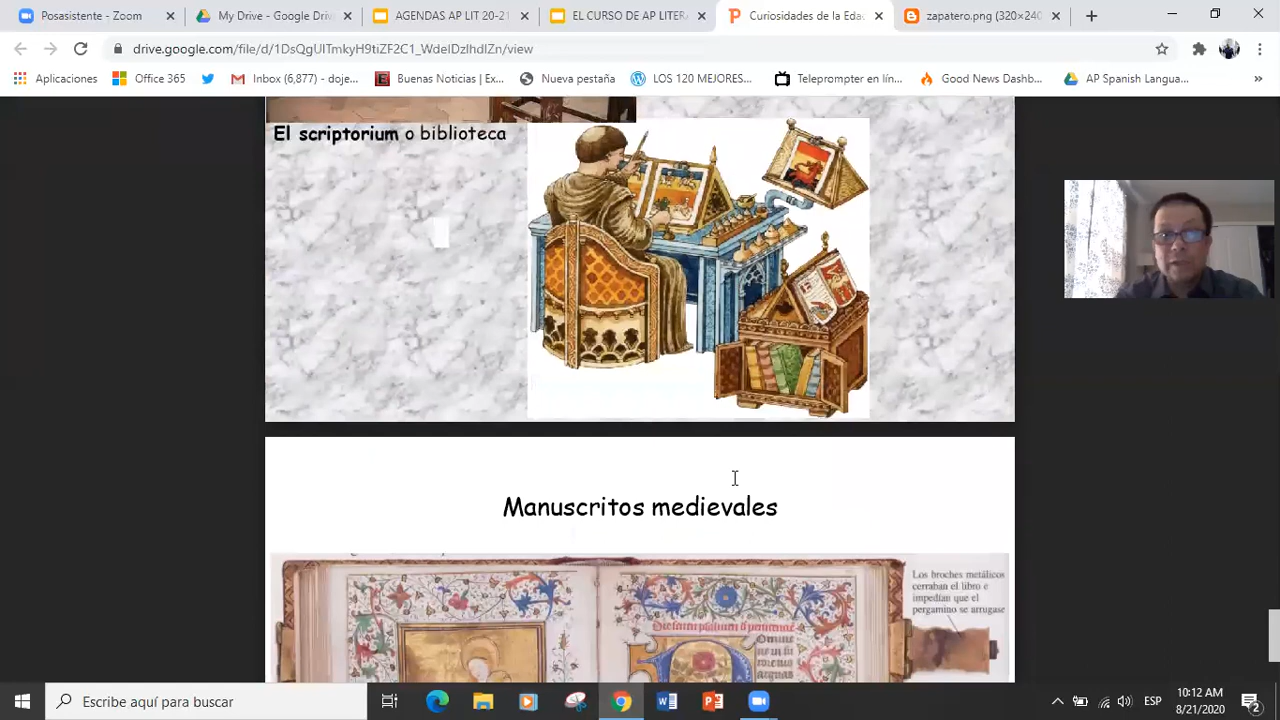 Posasistente - Zoom
My Drive - Google Driv
AGENDAS AP LIT 20-21
EL CURSO DE AP LITERA
Curiosidades de la Edad
zapatero.png (320×240
drive.google.com/file/d/1DsQgUITmkyH9tiZF2C1_WdeIDzIhdIZn/view
Aplicaciones
Office 365
Inbox (6,877) - doje...
Buenas Noticias | Ex...
Nueva pestaña
LOS 120 MEJORES...
Teleprompter en lín...
Good News Dashb...
AP Spanish Langua...
»
El scriptorium o biblioteca
Manuscritos medievales
Los broches metálicos
cerraban el libro e
impedían que el
pergamino se arrugase
Escribe aquí para buscar
ESP
10:12 AM
8/21/2020
2